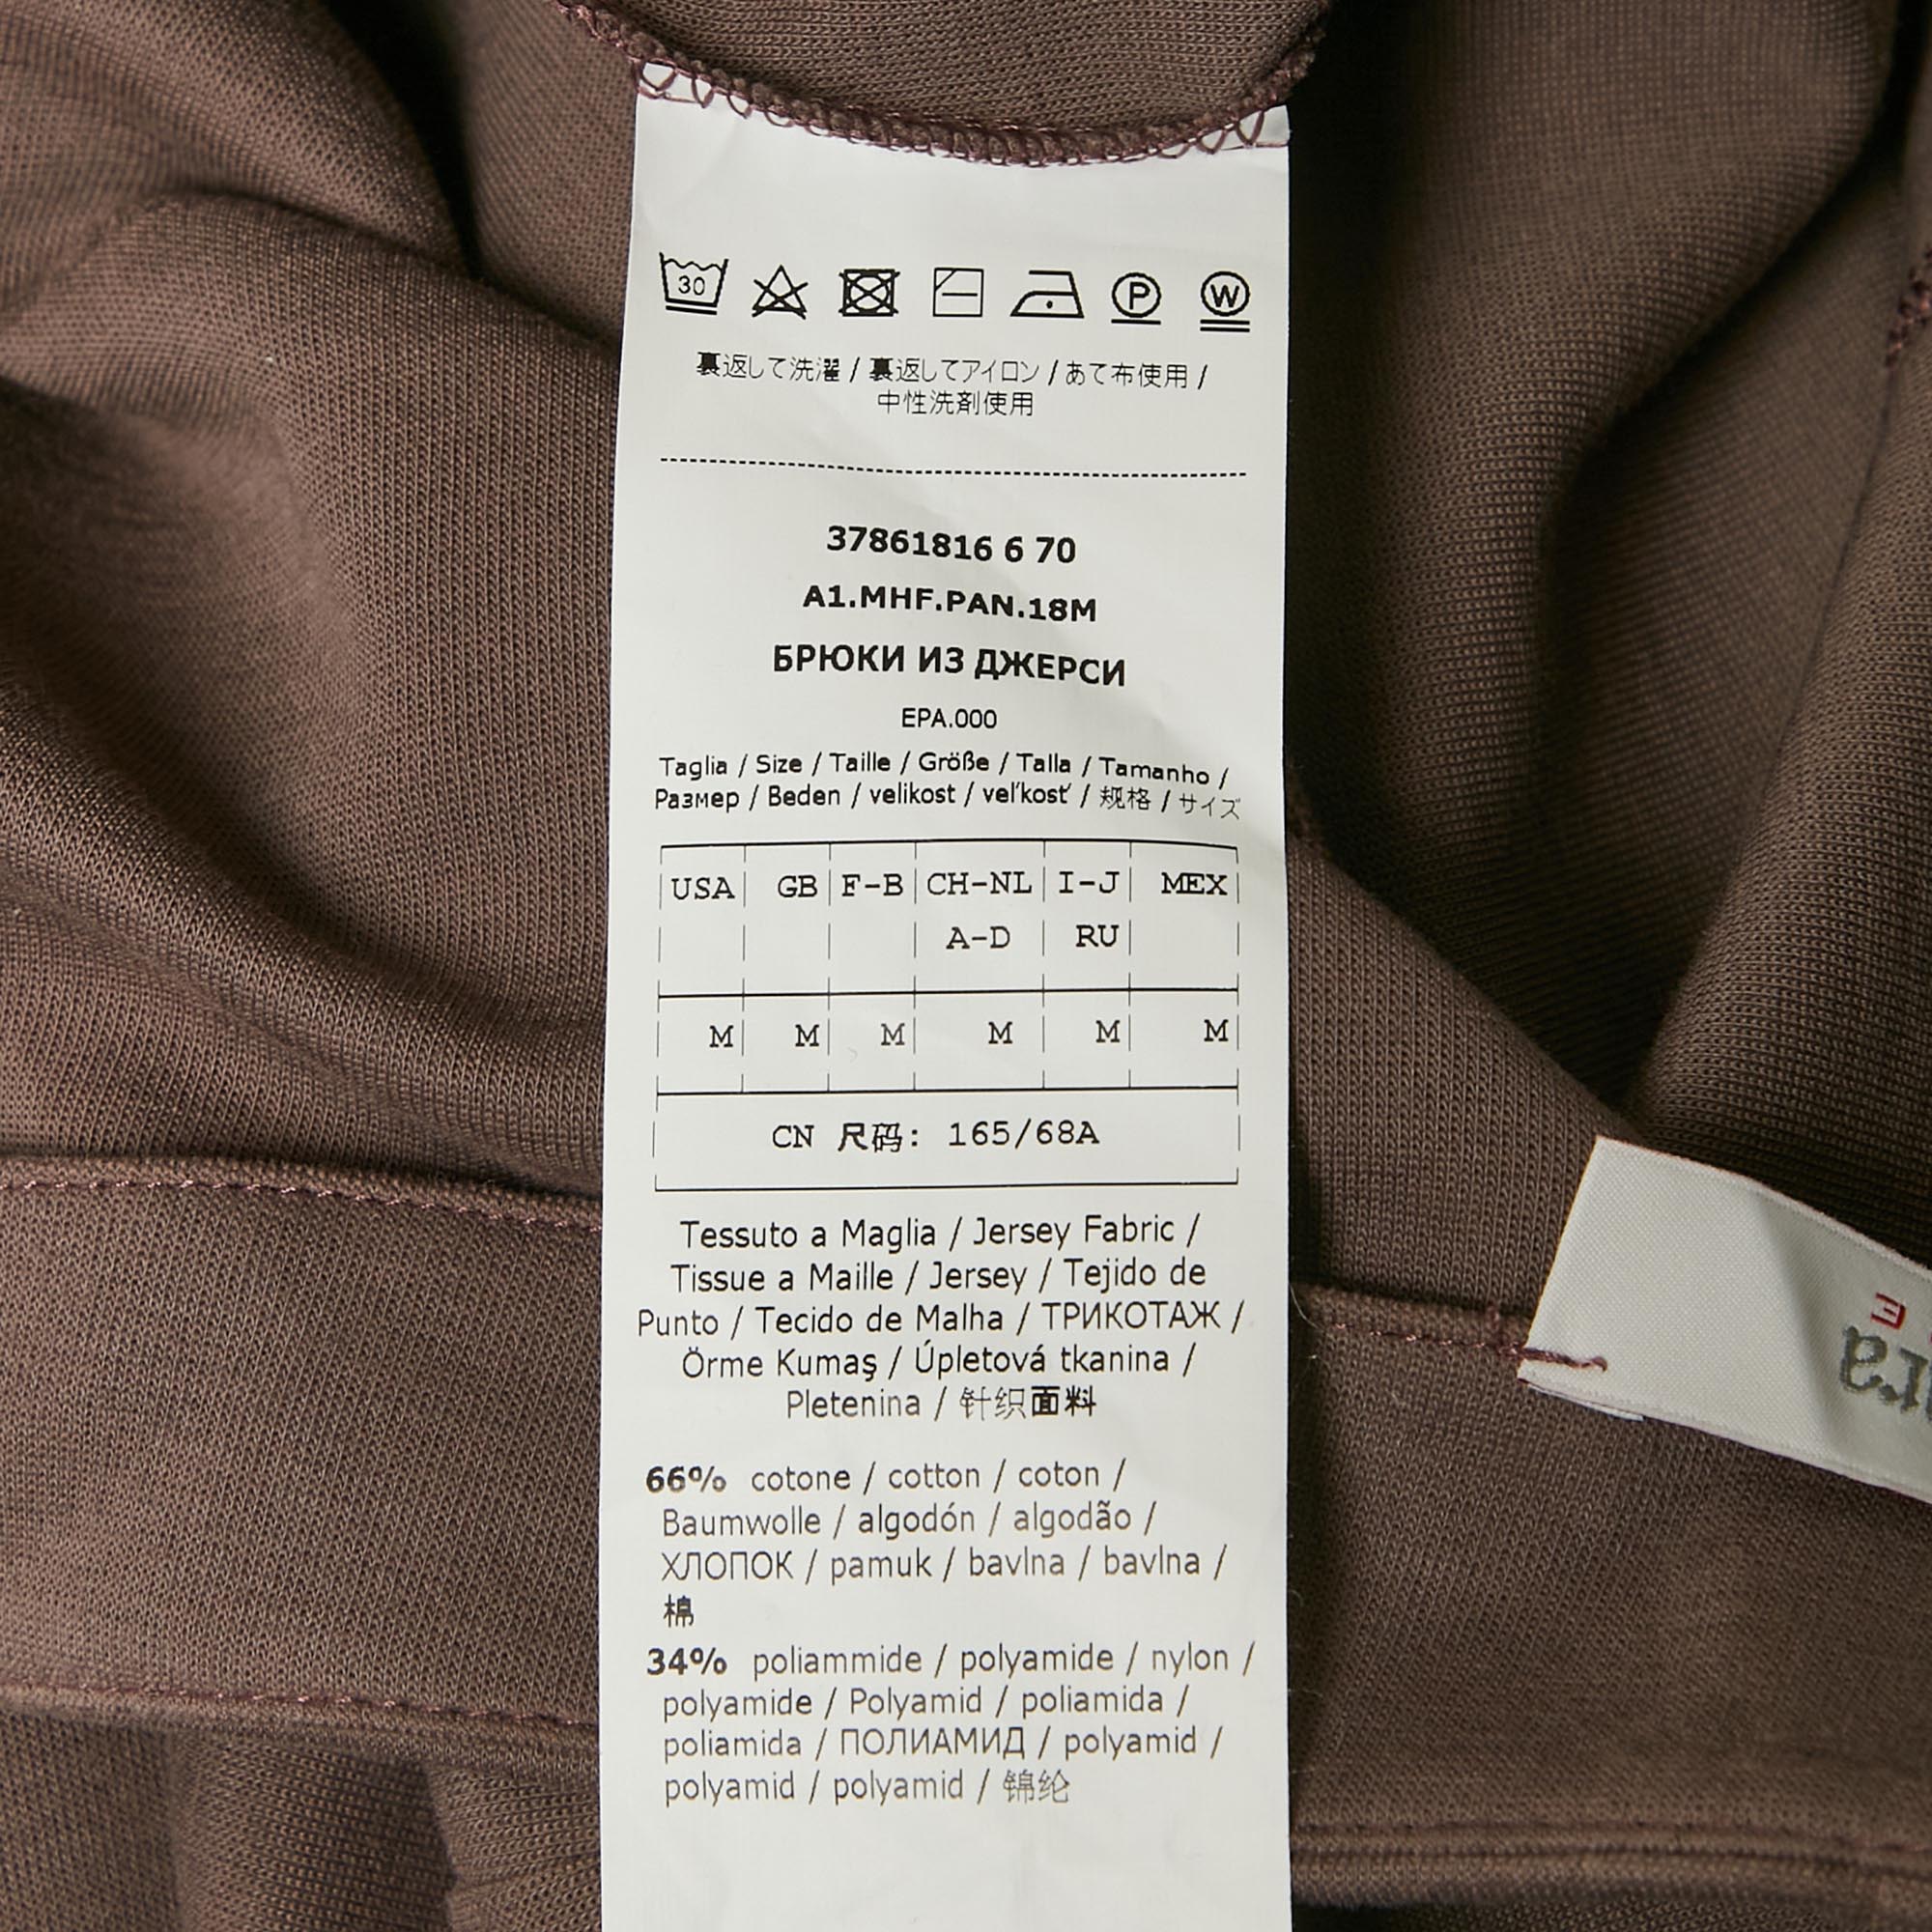 30
P
W
裏返して洗濯 / 裏返してアイロン / あて布使用 /
中性洗剤使用
37861816 6 70
A1.MHF.PAN.18M
БРЮКИ ИЗ ДЖЕРСИ
EPA.000
Taglia / Size / Taille / Größe / Talla / Tamanho /
Размер / Beden / velikost / veľkosť / 规格 / サイズ
USA GB F-B CH-NL I-J MEX
A-D RU
M M M M M M
CN 尺码: 165/68A
Tessuto a Maglia / Jersey Fabric /
Tissue a Maille / Jersey / Tejido de
Punto / Tecido de Malha / ТРИКОТАЖ /
Örme Kumaş / Úpletová tkanina /
Pletenina / 针织面料
66% cotone / cotton / coton /
Baumwolle / algodón / algodão /
ХЛОПОК / pamuk / bavlna / bavlna /
棉
34% poliammide / polyamide / nylon /
polyamide / Polyamid / poliamida /
poliamida / ПОЛИАМИД / polyamid /
polyamid / polyamid / 锦纶